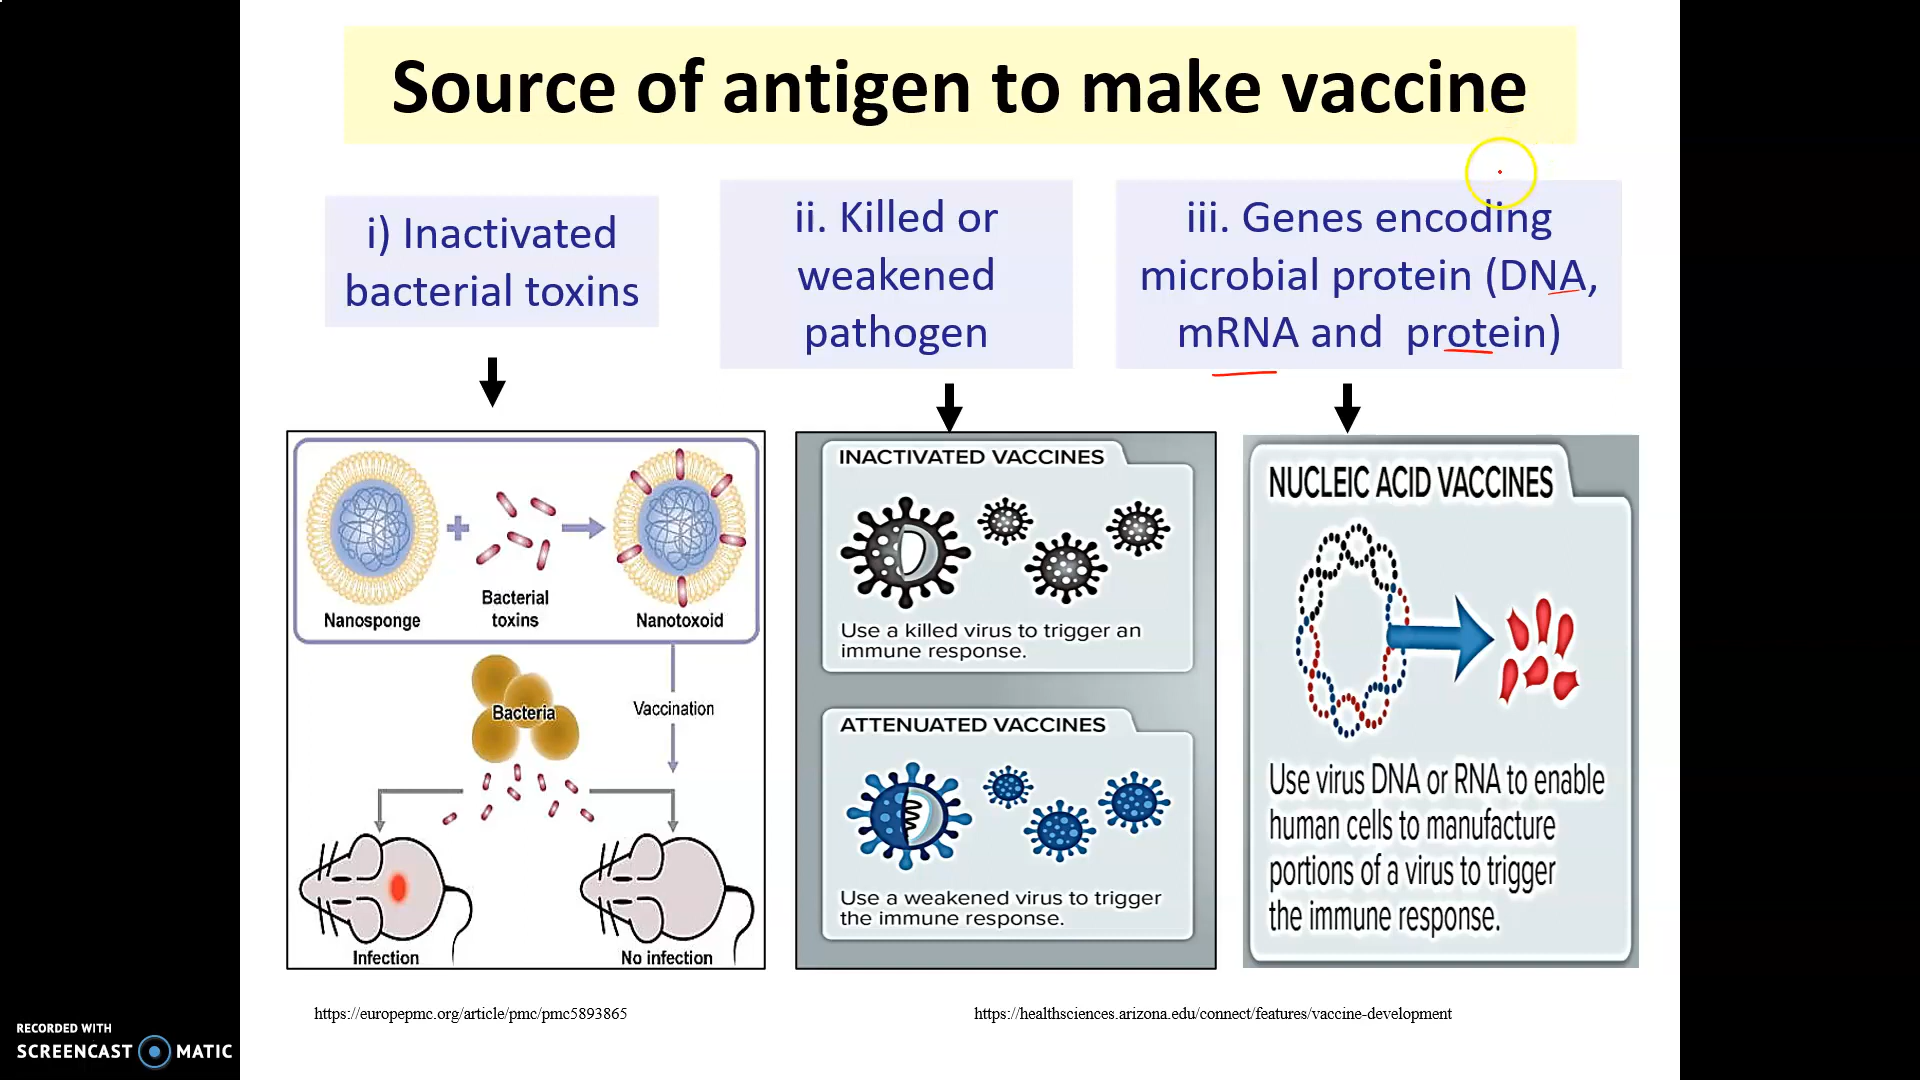 Source of antigen to make vaccine
i) Inactivated
bacterial toxins
ii. Killed or
weakened
pathogen
iii. Genes encoding
microbial protein (DNA,
mRNA and  protein)
Nanosponge
Bacterial
toxins
Nanotoxoid
Bacteria
Vaccination
Infection
No infection
INACTIVATED VACCINES
Use a killed virus to trigger an
immune response.
ATTENUATED VACCINES
Use a weakened virus to trigger
the immune response.
NUCLEIC ACID VACCINES
Use virus DNA or RNA to enable
human cells to manufacture
portions of a virus to trigger
the immune response.
https://europepmc.org/article/pmc/pmc5893865
https://healthsciences.arizona.edu/connect/features/vaccine-development
RECORDED WITH
SCREENCAST MATIC